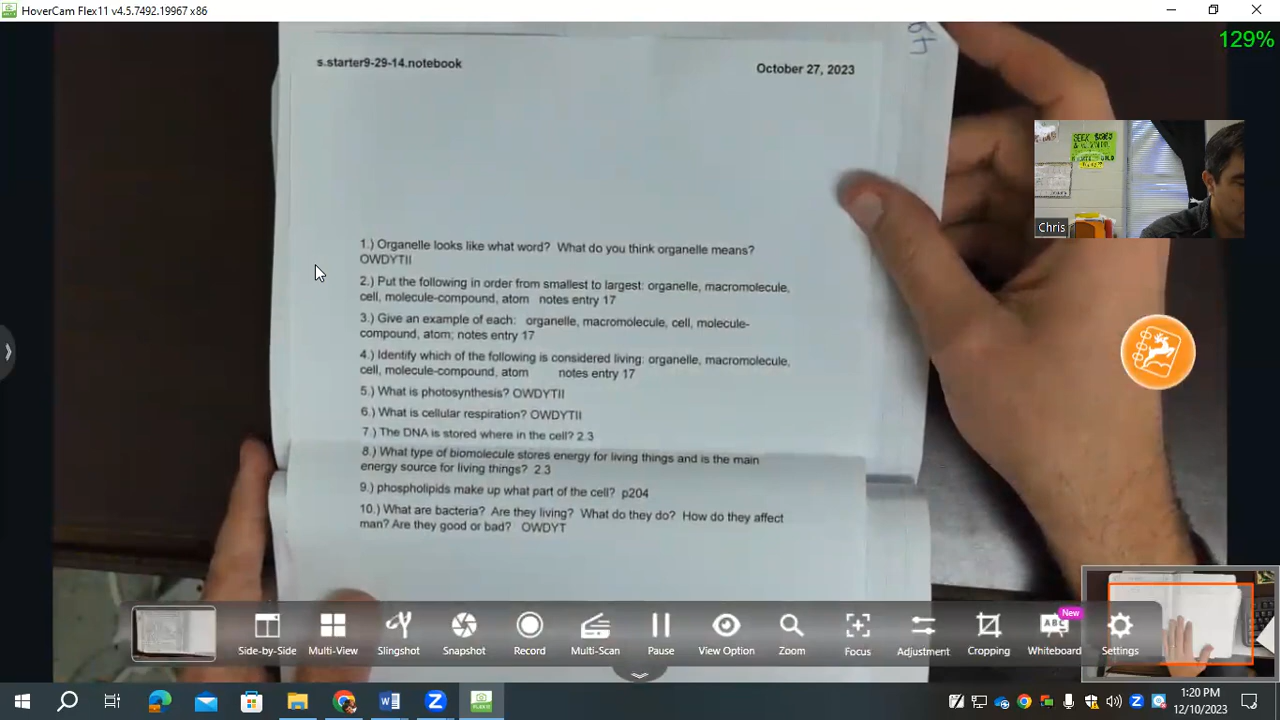 HoverCam Flex11 v4.5.7492.19967 x86
129%
s.starter9-29-14.notebook
October 27, 2023
49
1.) Organelle looks like what word? What do you think organelle means?
OWDYTII
2.) Put the following in order from smallest to largest: organelle, macromolecule,
cell, molecule-compound, atom notes entry 17
3.) Give an example of each: organelle, macromolecule, cell, molecule-
compound, atom; notes entry 17
4.) Identify which of the following is considered living: organelle, macromolecule,
cell, molecule-compound, atom notes entry 17
5.) What is photosynthesis? OWDYTII
6.) What is cellular respiration? OWDYTII
7.) The DNA is stored where in the cell? 2.3
8.) What type of biomolecule stores energy for living things and is the main
energy source for living things? 2.3
9.) phospholipids make up what part of the cell? p204
10.) What are bacteria? Are they living? What do they do? How do they affect
man? Are they good or bad? OWDYT
Chris
New
ABC
Side-by-Side Multi-View Slingshot Snapshot Record Multi-Scan Pause View Option Zoom Focus Adjustment Cropping Whiteboard Settings
FLEX11
1:20 PM
12/10/2023